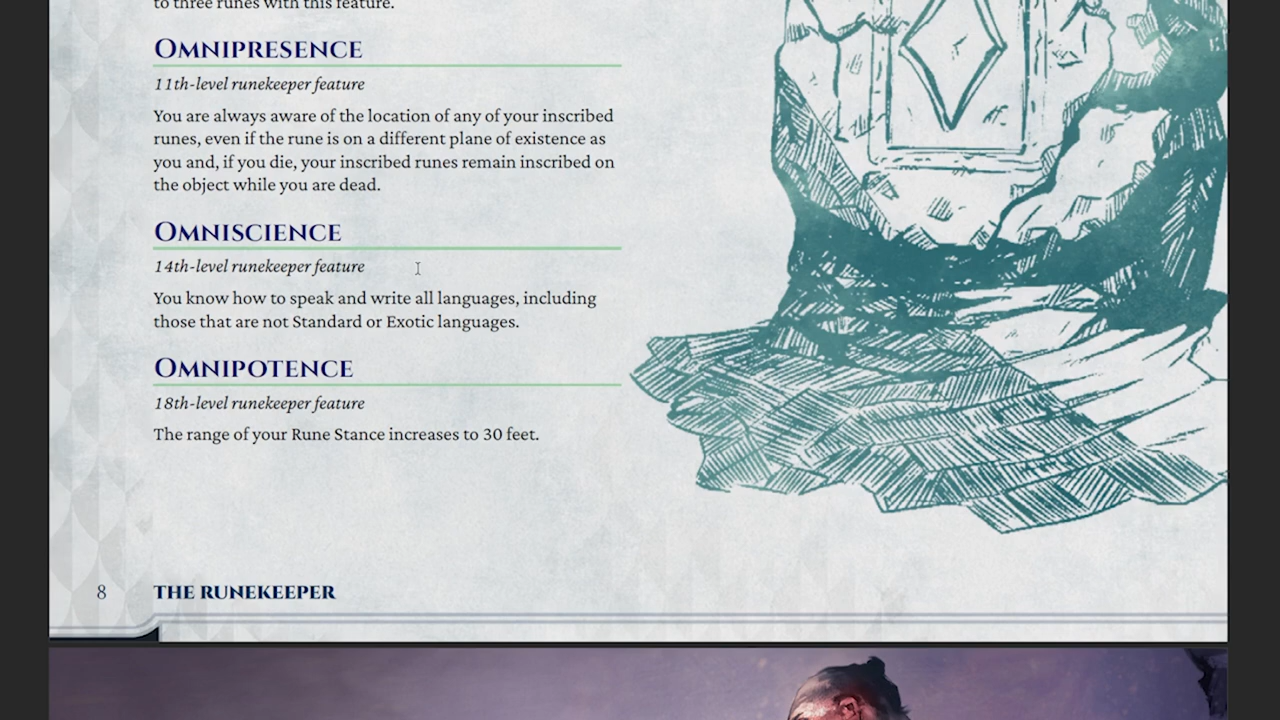 to three runes with this feature.
Omnipresence
11th-level runekeeper feature
You are always aware of the location of any of your inscribed
runes, even if the rune is on a different plane of existence as
you and, if you die, your inscribed runes remain inscribed on
the object while you are dead.
Omniscience
14th-level runekeeper feature
You know how to speak and write all languages, including
those that are not Standard or Exotic languages.
Omnipotence
18th-level runekeeper feature
The range of your Rune Stance increases to 30 feet.
8 THE RUNEKEEPER